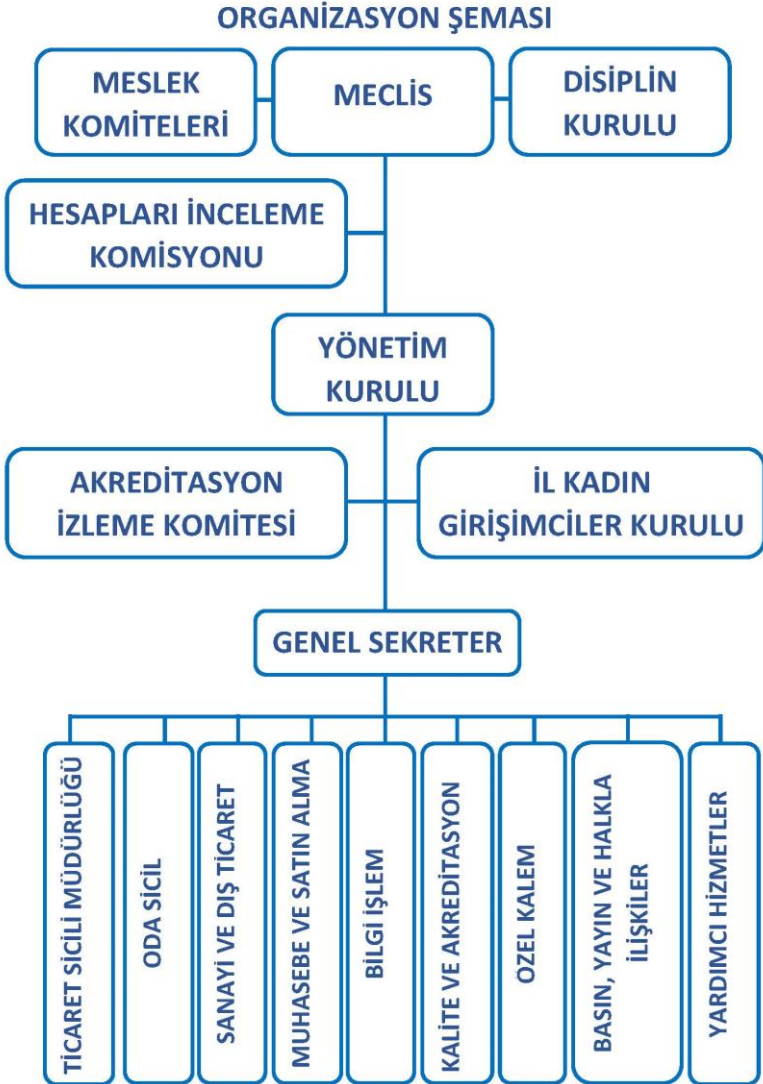 ORGANİZASYON ŞEMASI
MESLEK
KOMİTELERİ
MECLİS
DİSİPLİN
KURULU
HESAPLARI İNCELEME
KOMİSYONU
YÖNETİM
KURULU
AKREDİTASYON
İZLEME KOMİTESİ
İL KADIN
GİRİŞİMCİLER KURULU
GENEL SEKRETER
TİCARET SİCİLİ MÜDÜRLÜĞÜ
ODA SİCİL
SANAYİ VE DIŞ TİCARET
MUHASEBE VE SATIN ALMA
BİLGİ İŞLEM
KALİTE VE AKREDİTASYON
ÖZEL KALEM
BASIN, YAYIN VE HALKLA
İLİŞKİLER
YARDIMCI HİZMETLER